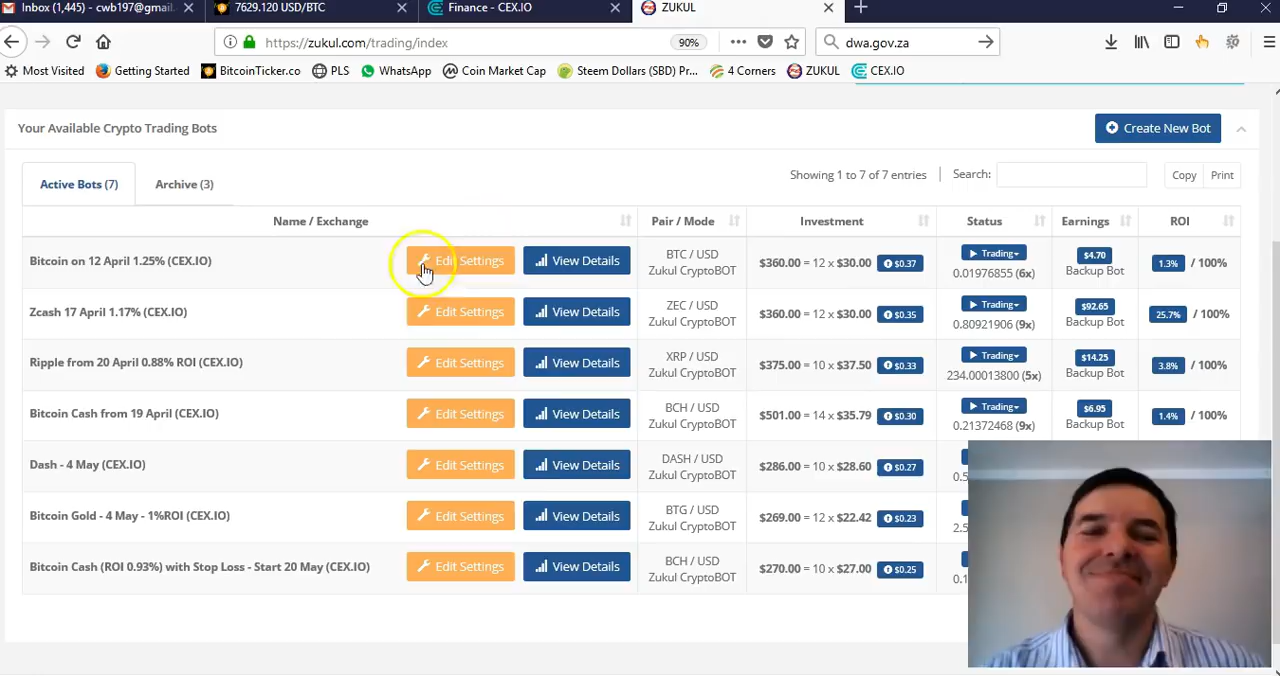 Inbox (1,445) - cwb197@gmail.
7629.120 USD/BTC
Finance - CEX.IO
ZUKUL
https://zukul.com/trading/index
90%
dwa.gov.za
Most Visited
Getting Started
BitcoinTicker.co
PLS
WhatsApp
Coin Market Cap
Steem Dollars (SBD) Pr...
4 Corners
ZUKUL
CEX.IO
Your Available Crypto Trading Bots
Create New Bot
Active Bots (7)
Archive (3)
Showing 1 to 7 of 7 entries
Search:
Copy
Print
Name / Exchange
Pair / Mode
Investment
Status
Earnings
ROI
Bitcoin on 12 April 1.25% (CEX.IO)
Edit Settings
View Details
BTC / USD
Zukul CryptoBOT
$360.00 = 12 x $30.00
$0.37
Trading
0.01976855 (6x)
$4.70
Backup Bot
1.3% / 100%
Zcash 17 April 1.17% (CEX.IO)
Edit Settings
View Details
ZEC / USD
Zukul CryptoBOT
$360.00 = 12 x $30.00
$0.35
Trading
0.80921906 (9x)
$92.65
Backup Bot
25.7% / 100%
Ripple from 20 April 0.88% ROI (CEX.IO)
Edit Settings
View Details
XRP / USD
Zukul CryptoBOT
$375.00 = 10 x $37.50
$0.33
Trading
234.00013800 (5x)
$14.25
Backup Bot
3.8% / 100%
Bitcoin Cash from 19 April (CEX.IO)
Edit Settings
View Details
BCH / USD
Zukul CryptoBOT
$501.00 = 14 x $35.79
$0.30
Trading
0.21372468 (9x)
$6.95
Backup Bot
1.4% / 100%
Dash - 4 May (CEX.IO)
Edit Settings
View Details
DASH / USD
Zukul CryptoBOT
$286.00 = 10 x $28.60
$0.27
0.5
Bitcoin Gold - 4 May - 1%ROI (CEX.IO)
Edit Settings
View Details
BTG / USD
Zukul CryptoBOT
$269.00 = 12 x $22.42
$0.23
2.5
Bitcoin Cash (ROI 0.93%) with Stop Loss - Start 20 May (CEX.IO)
Edit Settings
View Details
BCH / USD
Zukul CryptoBOT
$270.00 = 10 x $27.00
$0.25
0.1